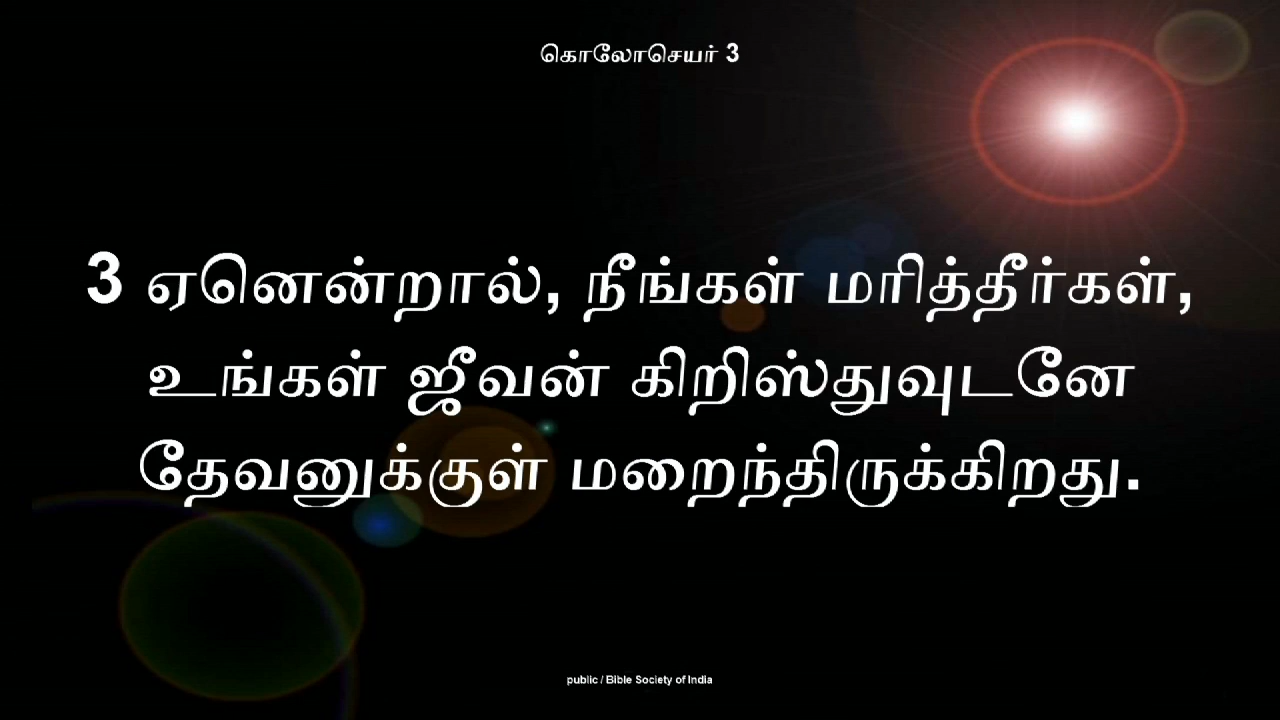 கொலோசெயர் 3
3 ஏனென்றால், நீங்கள் மரித்தீர்கள்,
உங்கள் ஜீவன் கிறிஸ்துவுடனே
தேவனுக்குள் மறைந்திருக்கிறது.
public / Bible Society of India